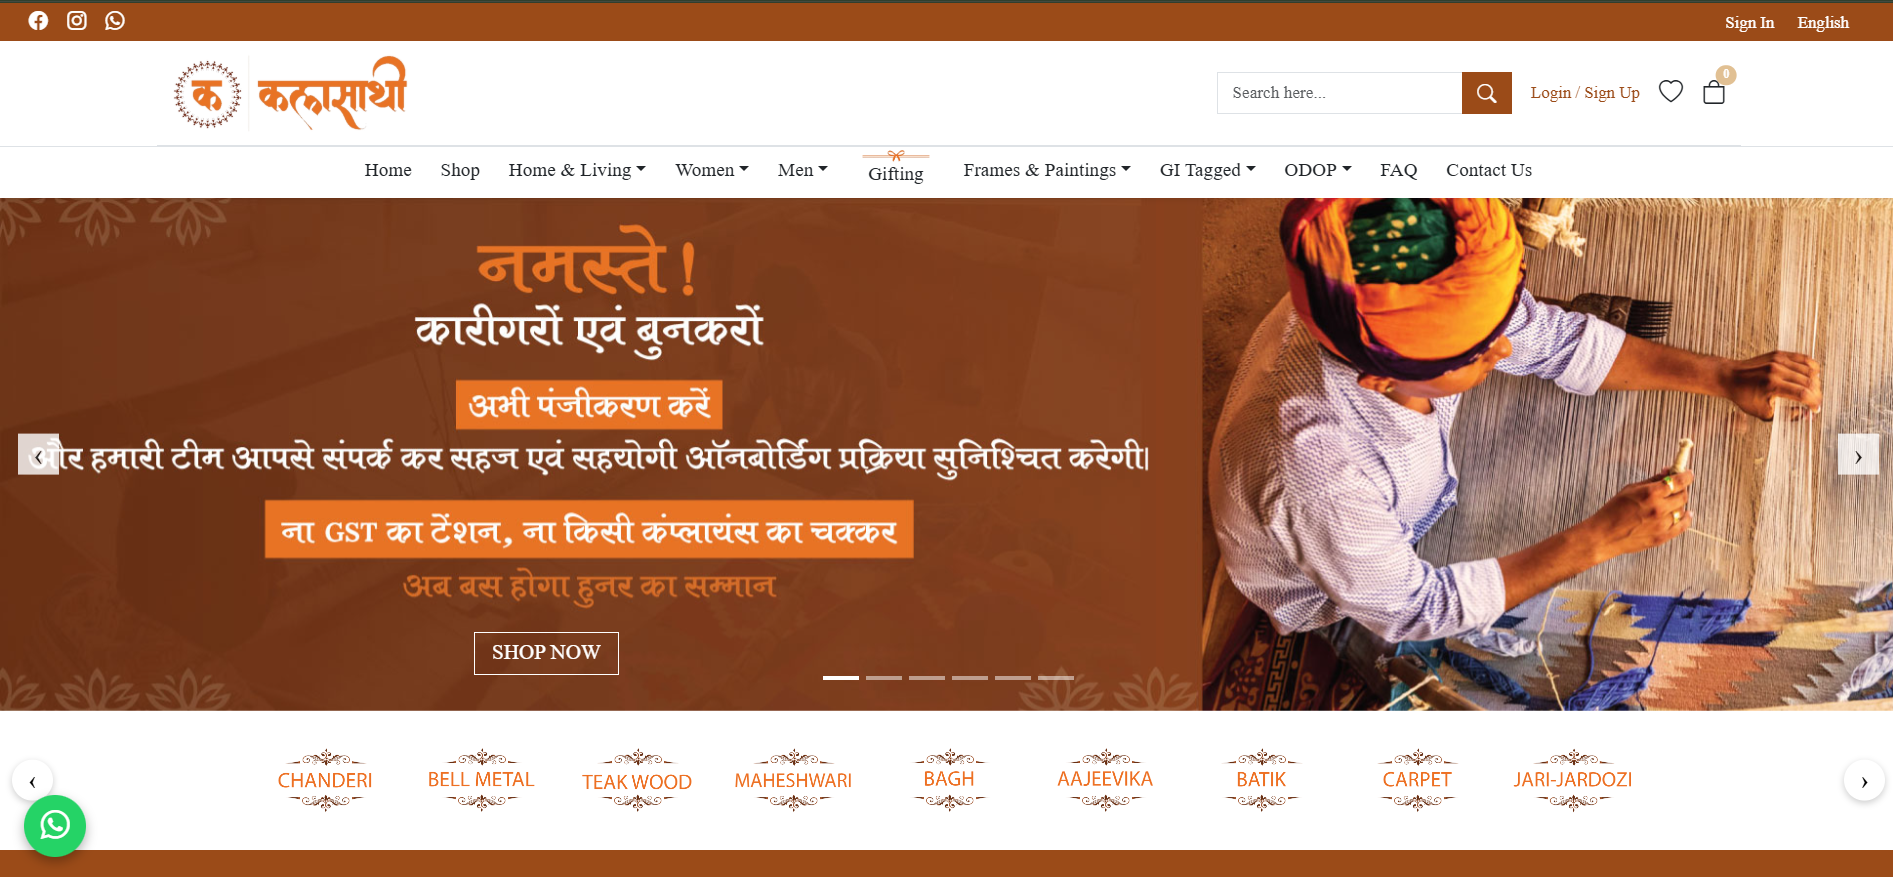 Sign In English
क कलासाथी
Search here...
Login / Sign Up
0
Home Shop Home & Living Women Men Gifting Frames & Paintings GI Tagged ODOP FAQ Contact Us
नमस्ते !
कारीगरों एवं बुनकरों
अभी पंजीकरण करें
और हमारी टीम आपसे संपर्क कर सहज एवं सहयोगी ऑनबोर्डिंग प्रक्रिया सुनिश्चित करेगी|
ना GST का टेंशन, ना किसी कंप्लायंस का चक्कर
अब बस होगा हुनर का सम्मान
SHOP NOW
CHANDERI BELL METAL TEAK WOOD MAHESHWARI BAGH AAJEEVIKA BATIK CARPET JARI-JARDOZI